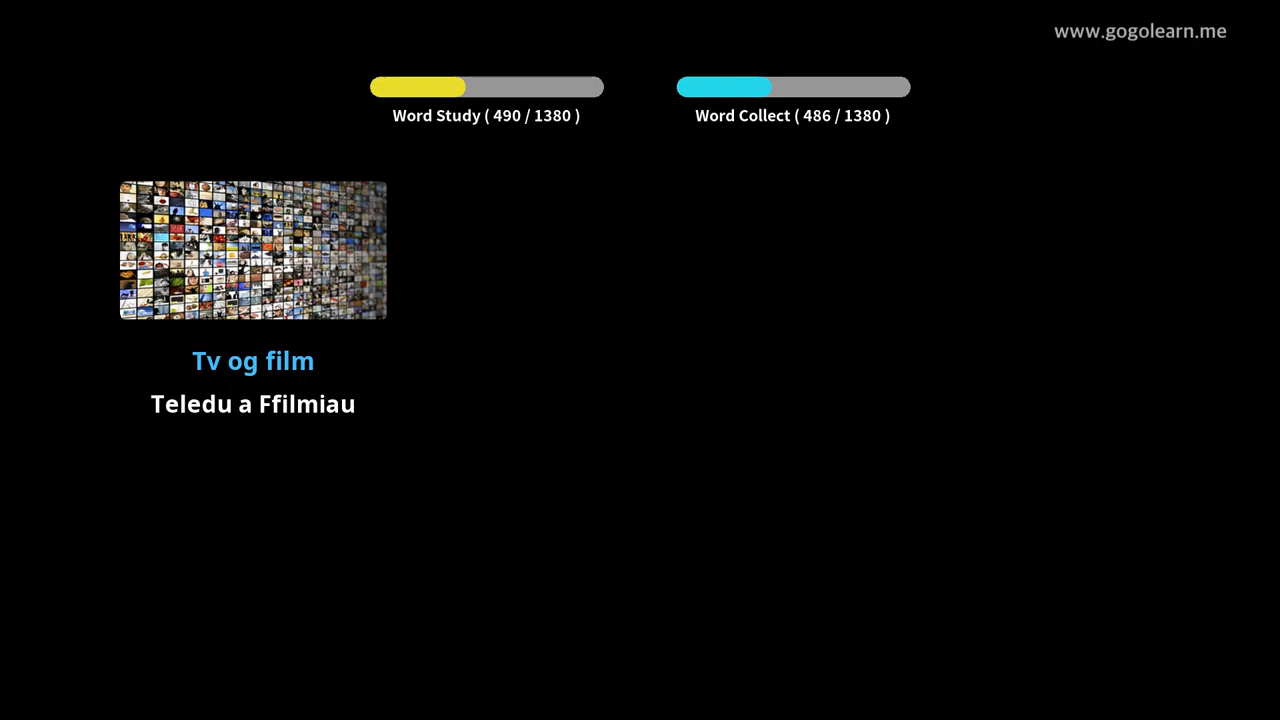 www.gogolearn.me
Word Study ( 490 / 1380 )
Word Collect ( 486 / 1380 )
Tv og film
Teledu a Ffilmiau